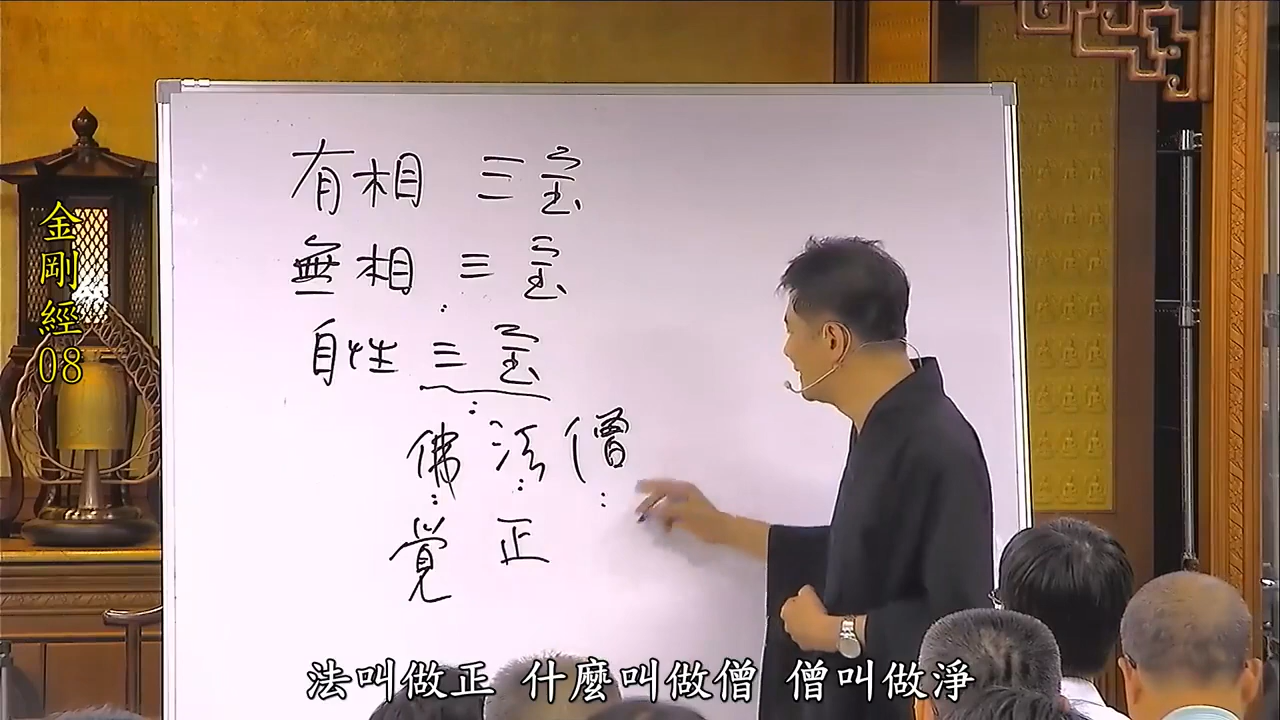 金剛經08
有相 三宝
無相 三宝
自性 三宝
佛 法 僧
覺 正
法叫做正 什麼叫做僧 僧叫做淨